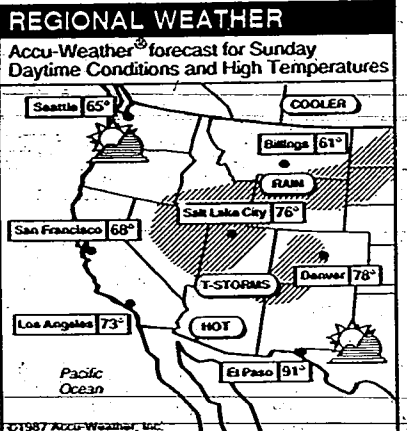 REGIONAL WEATHER
Accu-Weather® forecast for Sunday
Daytime Conditions and High Temperatures
Seattle 65°
COOLER
Billings 61°
RAIN
Salt Lake City 76°
San Francisco 68°
Denver 78°
T-STORMS
Los Angeles 73°
HOT
El Paso 91°
Pacific
Ocean
©1987 Accu-Weather, Inc.